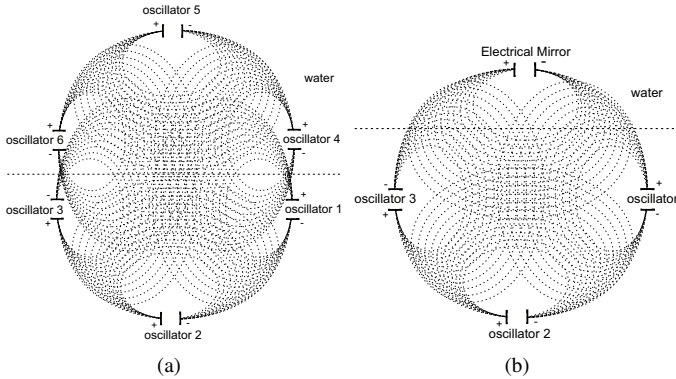 oscillator 5
+ -
water
+ +
oscillator 6 oscillator 4
- -
- +
oscillator 3 oscillator 1
+ -
+ -
oscillator 2
(a)
Electrical Mirror
+ -
water
- +
oscillator 3 oscillator
+ -
+ -
oscillator 2
(b)